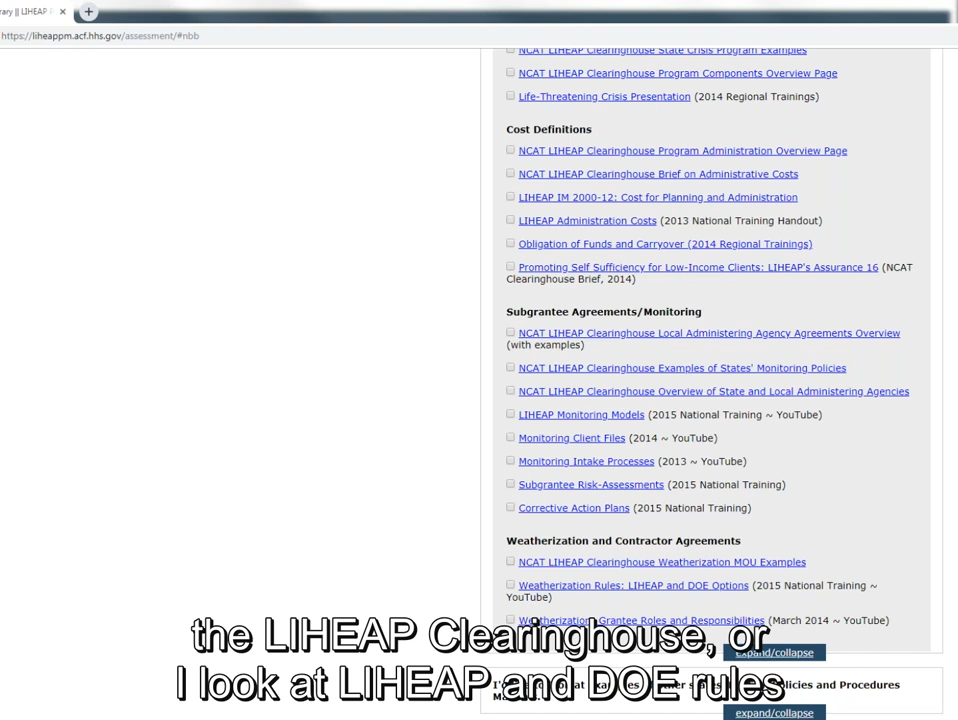 rary || LIHEAP P
https://liheappm.acf.hhs.gov/assessment/#nbb
NCAT LIHEAP Clearinghouse State Crisis Program Examples
NCAT LIHEAP Clearinghouse Program Components Overview Page
Life-Threatening Crisis Presentation (2014 Regional Trainings)
Cost Definitions
NCAT LIHEAP Clearinghouse Program Administration Overview Page
NCAT LIHEAP Clearinghouse Brief on Administrative Costs
LIHEAP IM 2000-12: Cost for Planning and Administration
LIHEAP Administration Costs (2013 National Training Handout)
Obligation of Funds and Carryover (2014 Regional Trainings)
Promoting Self Sufficiency for Low-Income Clients: LIHEAP's Assurance 16 (NCAT
Clearinghouse Brief, 2014)
Subgrantee Agreements/Monitoring
NCAT LIHEAP Clearinghouse Local Administering Agency Agreements Overview
(with examples)
NCAT LIHEAP Clearinghouse Examples of States' Monitoring Policies
NCAT LIHEAP Clearinghouse Overview of State and Local Administering Agencies
LIHEAP Monitoring Models (2015 National Training ~ YouTube)
Monitoring Client Files (2014 ~ YouTube)
Monitoring Intake Processes (2013 ~ YouTube)
Subgrantee Risk-Assessments (2015 National Training)
Corrective Action Plans (2015 National Training)
Weatherization and Contractor Agreements
NCAT LIHEAP Clearinghouse Weatherization MOU Examples
Weatherization Rules: LIHEAP and DOE Options (2015 National Training ~
YouTube)
Weatherization Grantee Roles and Responsibilities (March 2014 ~ YouTube)
the LIHEAP Clearinghouse, or
expand/collapse
I look at LIHEAP and DOE rules
Policies and Procedures
expand/collapse